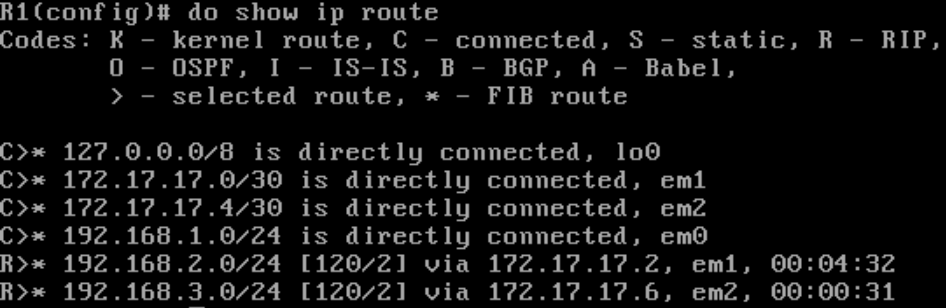 R1(config)# do show ip route
Codes: K - kernel route, C - connected, S - static, R - RIP,
O - OSPF, I - IS-IS, B - BGP, A - Babel,
> - selected route, * - FIB route
C>* 127.0.0.0/8 is directly connected, lo0
C>* 172.17.17.0/30 is directly connected, em1
C>* 172.17.17.4/30 is directly connected, em2
C>* 192.168.1.0/24 is directly connected, em0
R>* 192.168.2.0/24 [120/2] via 172.17.17.2, em1, 00:04:32
R>* 192.168.3.0/24 [120/2] via 172.17.17.6, em2, 00:00:31